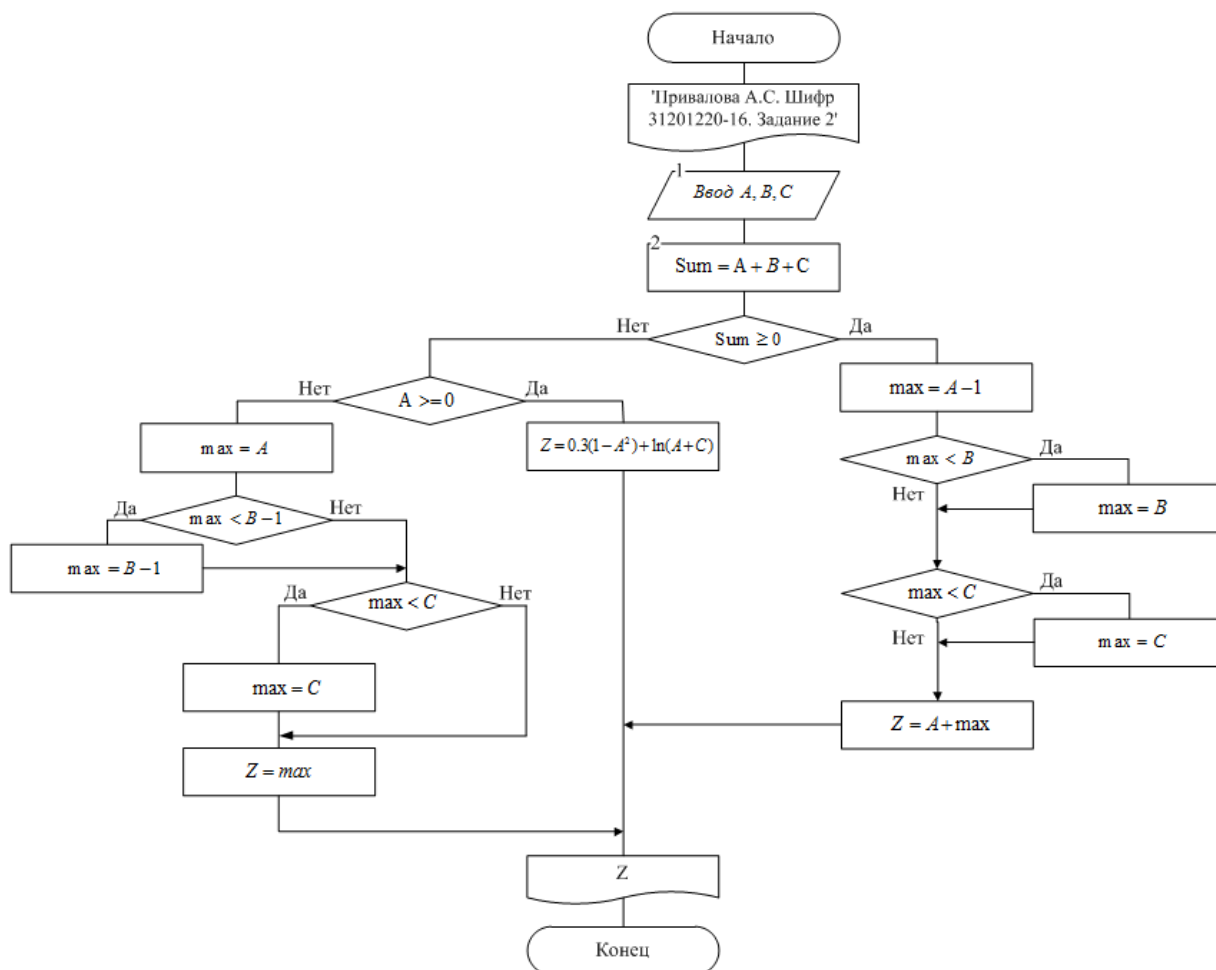 Начало
'Привалова А.С. Шифр
31201220-16. Задание 2'
1
Ввод A, B, C
2
Sum = A + B + C
Нет
Sum ≥ 0
Да
Нет
A >= 0
Да
max = A − 1
max = A
Z = 0.3(1 − A²) + ln(A + C)
max < B
Да
Нет
max = B
Да
max < B − 1
Нет
max = B − 1
Да
max < C
Нет
max < C
Да
Нет
max = C
max = C
Z = A + max
Z = max
Z
Конец